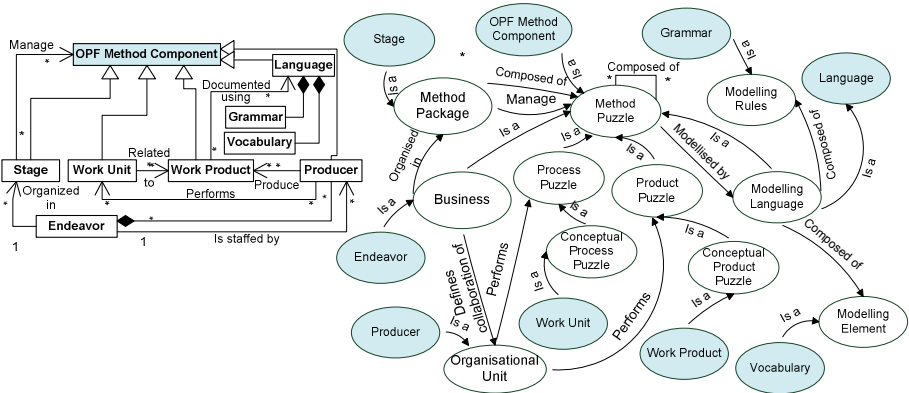 Manage
*
OPF Method Component
Language
Documented
using
*
Grammar
Vocabulary
*
*
Stage
Work Unit
Related
**
to
Work Product
**
Produce
Producer
Performs
*
*
*
*
Organized
in
*
Endeavor
1
1
Is staffed by
Stage
OPF Method
Component
Grammar
Language
Is a
Is a
Is a
Is a
*
Composed of
Manage
Composed of
*
*
Method
Package
Method
Puzzle
Modelling
Rules
Composed of
Organised
in
Is a
Is a
Is a
Is a
Modellised by
Process
Puzzle
Product
Puzzle
Modelling
Language
Business
Is a
Is a
Is a
Endeavor
Conceptual
Process
Puzzle
Conceptual
Product
Puzzle
Composed of
Defines
collaboration of
Performs
Performs
Is a
Is a
Is a
Is a
Producer
Work Unit
Work Product
Modelling
Element
Organisational
Unit
Vocabulary